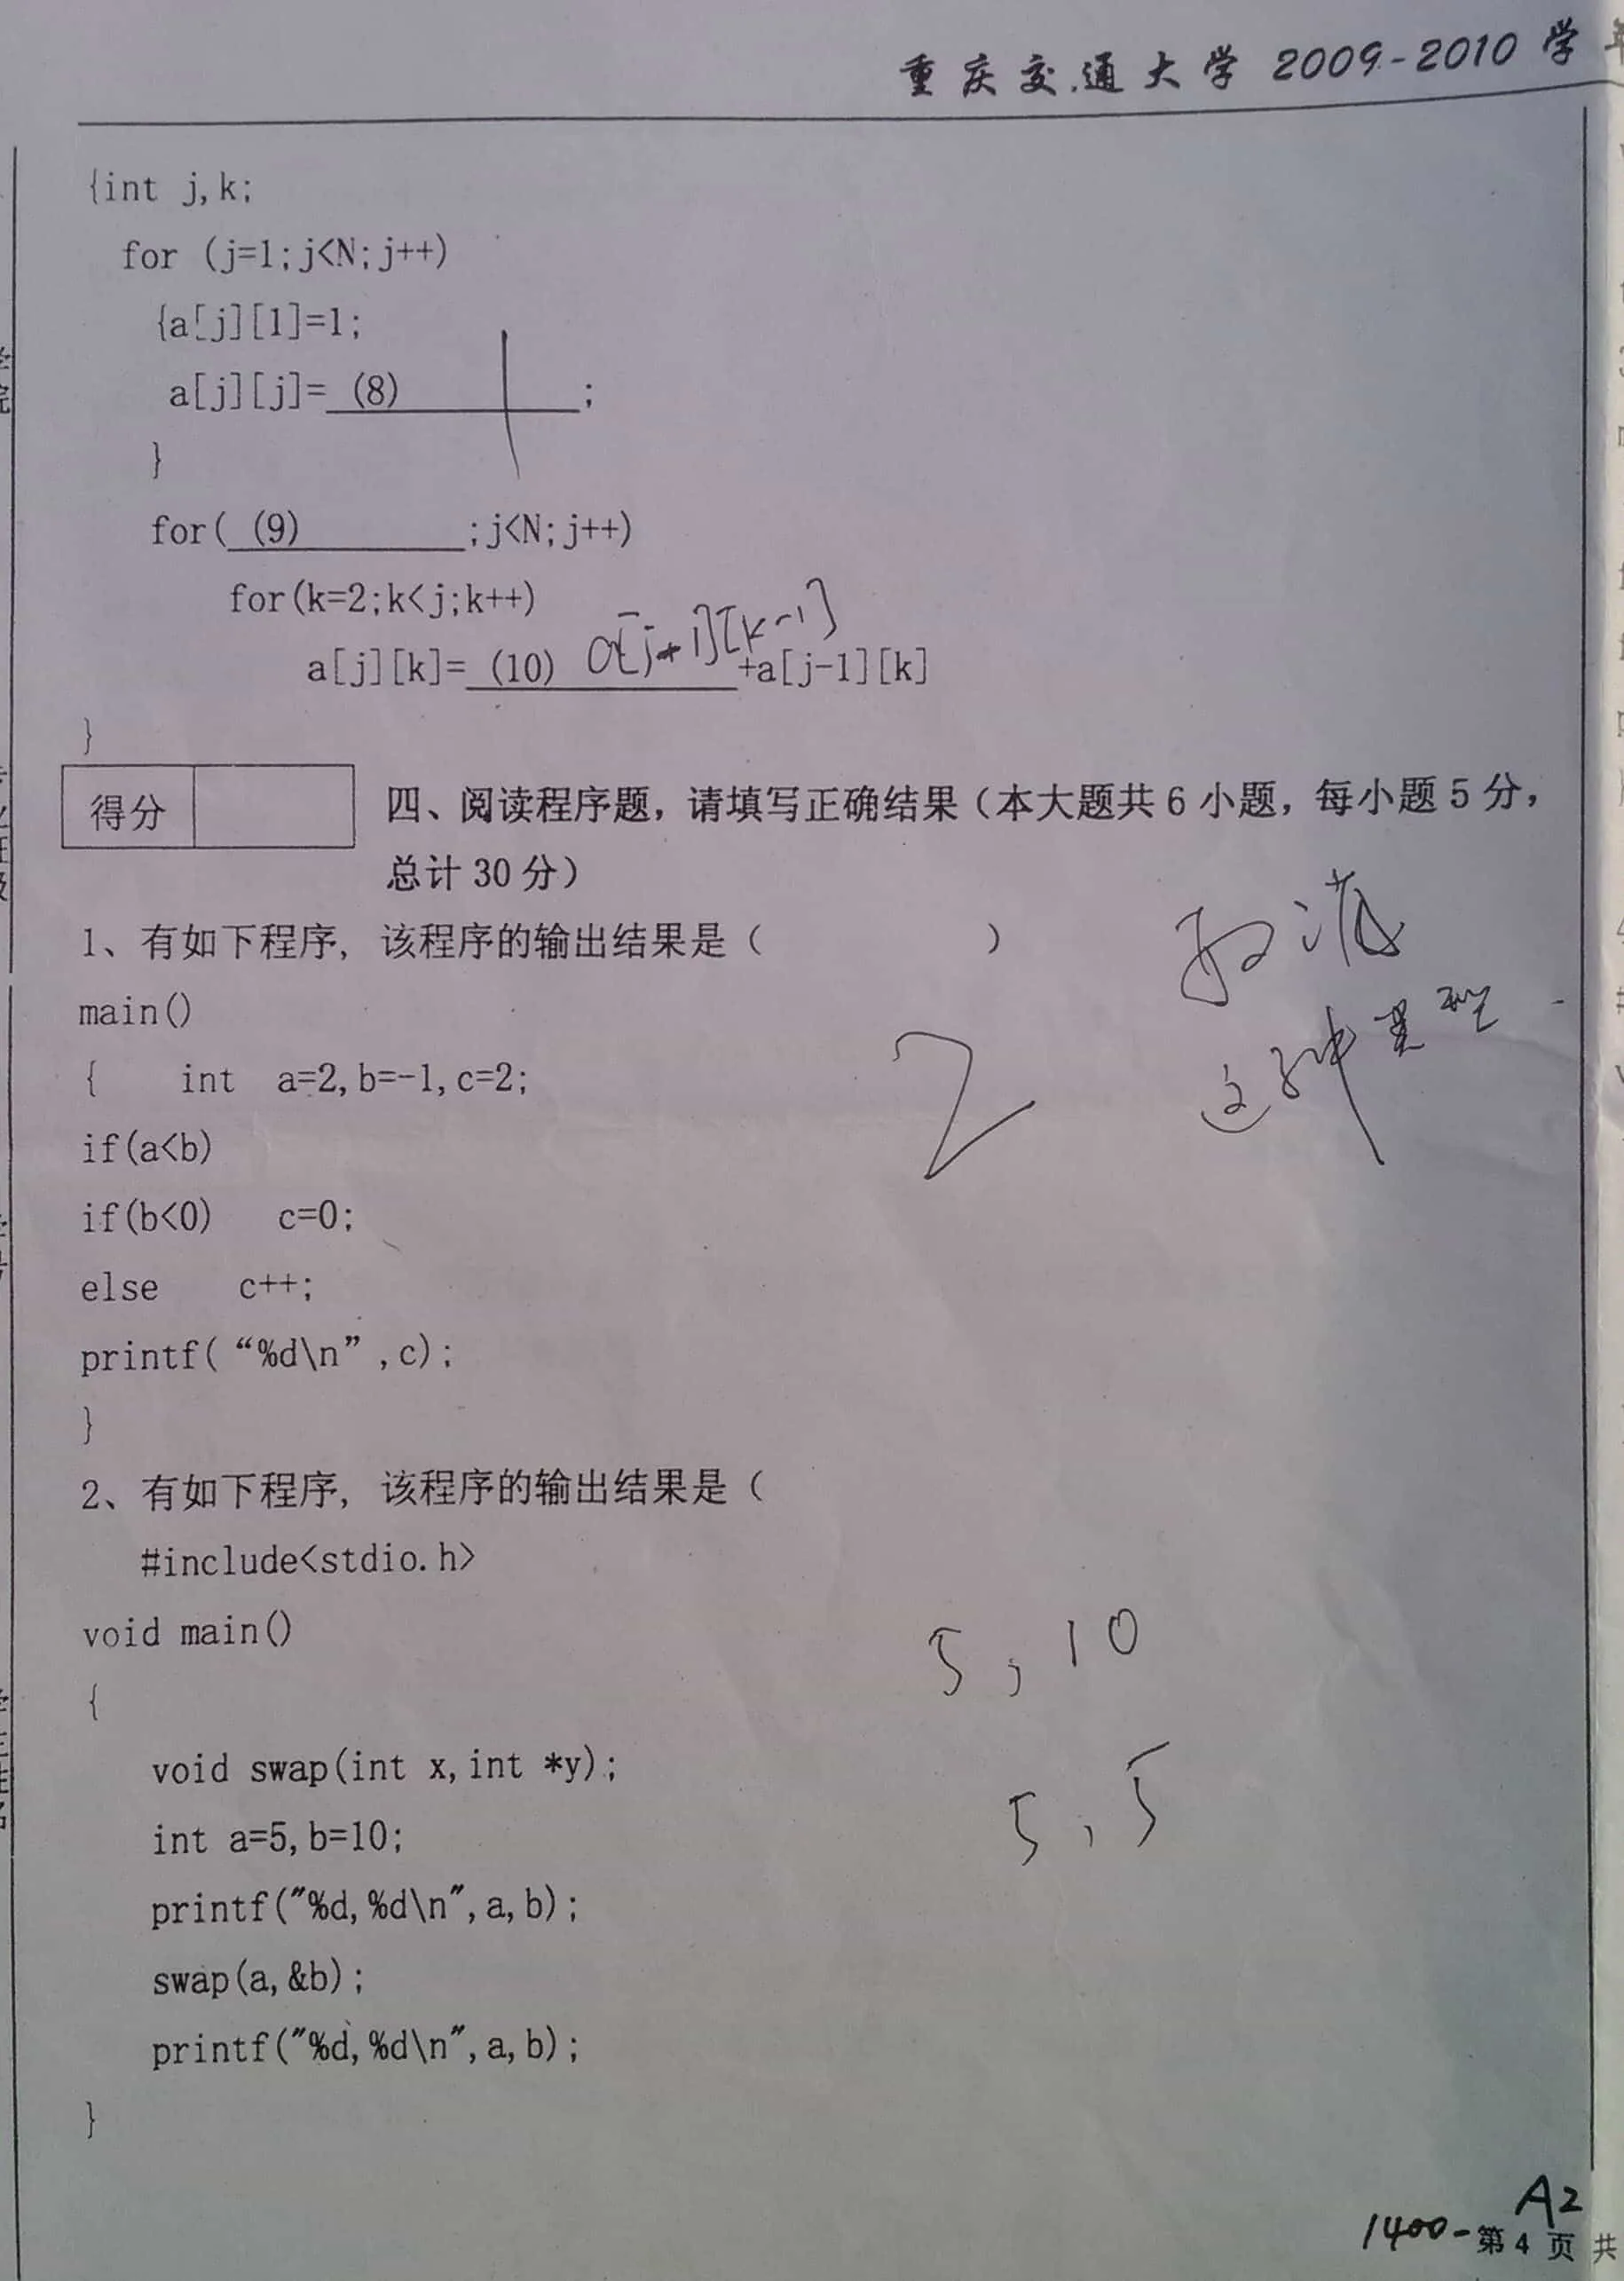 重庆交通大学 2009-2010 学
{int j,k;
for (j=1;j<N;j++)
{a[j][1]=1;
a[j][j]= (8) 1 ;
}
for( (9) ;j<N;j++)
for(k=2;k<j;k++)
a[j][k]= (10) a[j-1][k-1] +a[j-1][k]
}
得分
四、阅读程序题，请填写正确结果（本大题共 6 小题，每小题 5 分，
总计 30 分）
1、有如下程序， 该程序的输出结果是（ ）
main()
{ int a=2,b=-1,c=2;
if(a<b)
if(b<0) c=0;
else c++;
printf(“%d\n”,c);
}
2
这种类型
2、有如下程序， 该程序的输出结果是（
#include<stdio.h>
void main()
{
void swap(int x,int *y);
int a=5,b=10;
printf("%d,%d\n",a,b);
swap(a,&b);
printf("%d,%d\n",a,b);
}
5, 10
5, 5
A2
1400-第 4 页 共